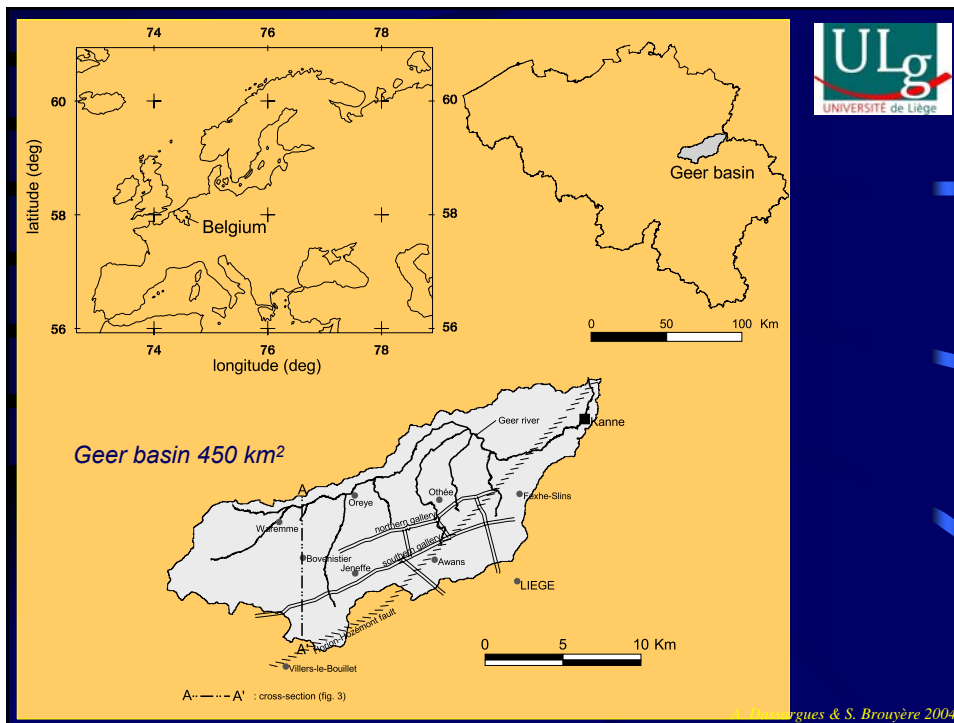 74 76 78
ULg
UNIVERSITÉ de Liège
60
60
latitude (deg)
Geer basin
58
58
Belgium
56
56
0 50 100 Km
74 76 78
longitude (deg)
Geer river
Kanne
Geer basin 450 km²
A
Othée
Oreye
Fexhe-Slins
northern gallery
Waremme
southern gallery
Bovenistier
Awans
Jeneffe
LIEGE
Horion-Hozémont fault
0 5 10 Km
A'
Villers-le-Bouillet
A A' : cross-section (fig. 3)
A. Dassargues & S. Brouyère 2004